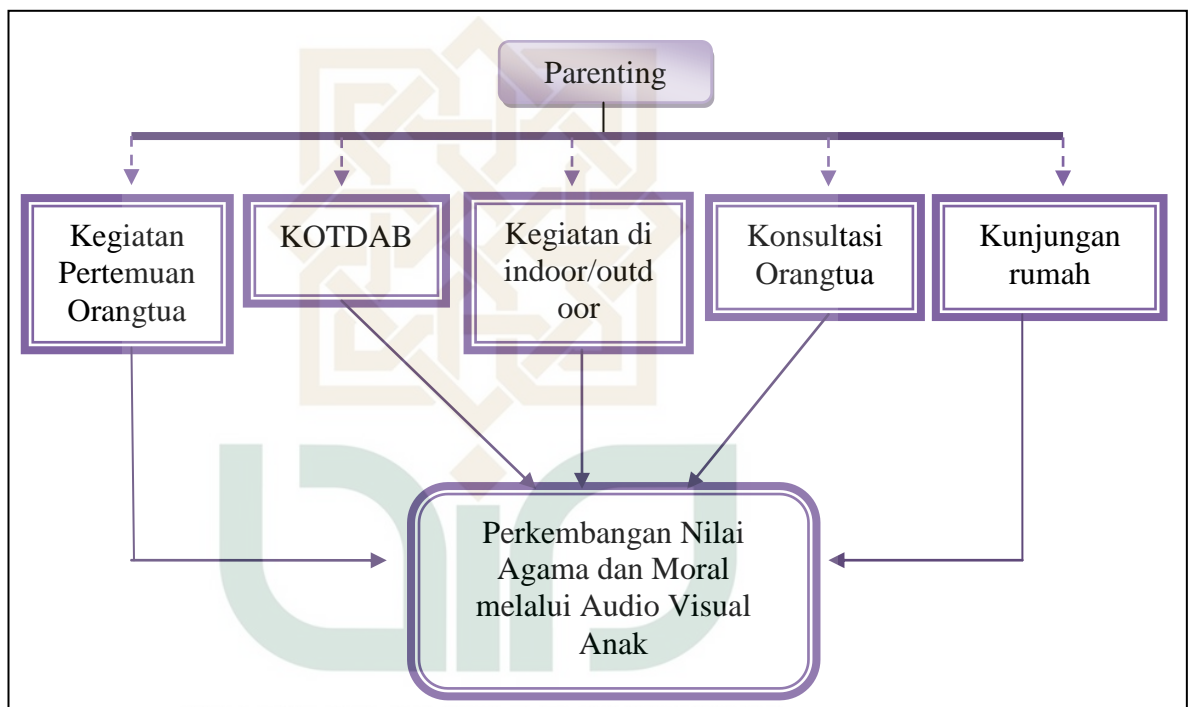 Parenting
Kegiatan
Pertemuan
Orangtua
KOTDAB
Kegiatan di
indoor/outd
oor
Konsultasi
Orangtua
Kunjungan
rumah
Perkembangan Nilai
Agama dan Moral
melalui Audio Visual
Anak